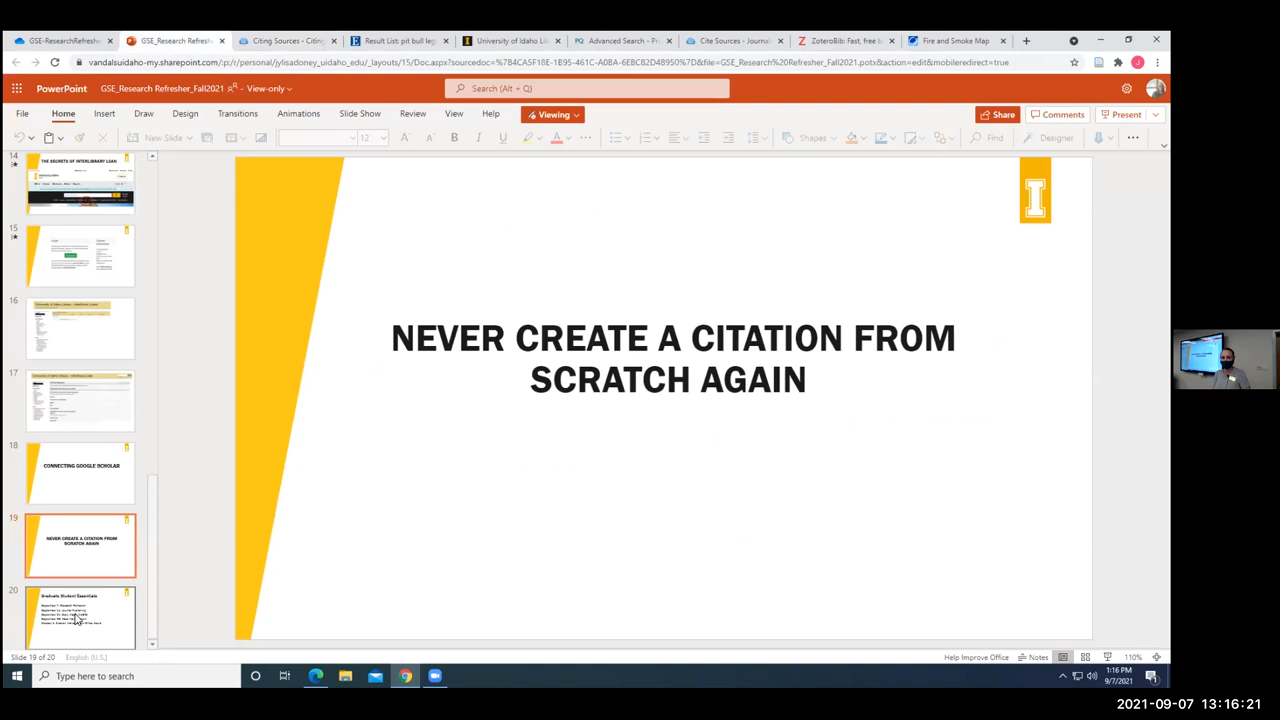 GSE-ResearchRefreshe
GSE_Research Refresh
Citing Sources - Citing
Result List: pit bull leg
University of Idaho Li
Advanced Search - Pr
Cite Sources - Journal
ZoteroBib: Fast, free b
Fire and Smoke Map
vandalsuidaho-my.sharepoint.com/:p:/r/personal/jylisadoney_uidaho_edu/_layouts/15/Doc.aspx?sourcedoc=%7B4CA5F18E-1B95-461C-A0BA-6EBC82D4B950%7D&file=GSE_Research%20Refresher_Fall2021.potx&action=edit&mobileredirect=true
PowerPoint
GSE_Research Refresher_Fall2021
- View-only
Search (Alt + Q)
File
Home
Insert
Draw
Design
Transitions
Animations
Slide Show
Review
View
Help
Viewing
Share
Comments
Present
New Slide
12
Shapes
Find
Designer
14
THE SECRETS OF INTERLIBRARY LOAN
15
16
17
18
CONNECTING GOOGLE SCHOLAR
19
NEVER CREATE A CITATION FROM
SCRATCH AGAIN
20
Graduate Student Essentials
I
NEVER CREATE A CITATION FROM
SCRATCH AGAIN
Slide 19 of 20
English (U.S.)
Help Improve Office
Notes
110%
Type here to search
1:16 PM
9/7/2021
2021-09-07 13:16:21